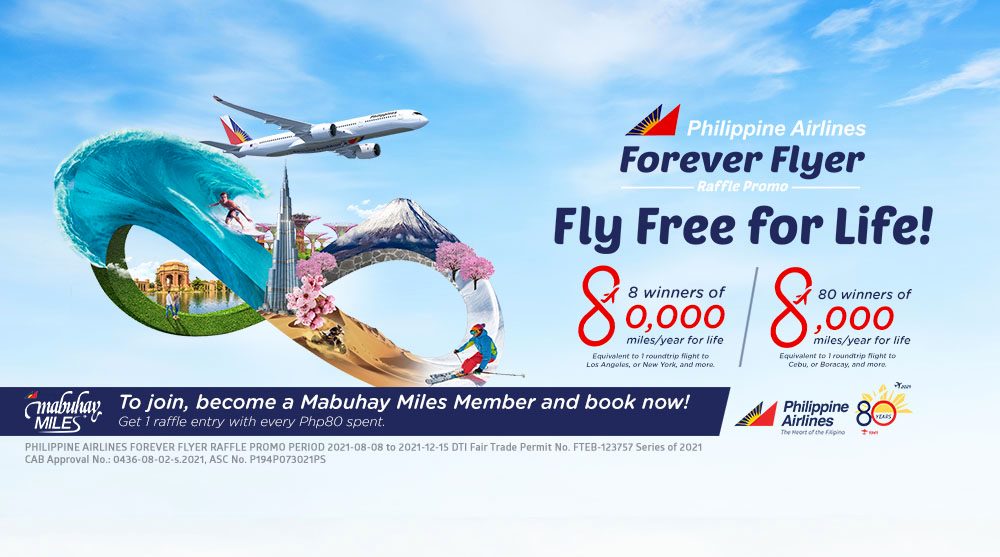 Philippines
Philippine Airlines
Forever Flyer
Raffle Promo
Fly Free for Life!
8 winners of
80,000
miles/year for life
Equivalent to 1 roundtrip flight to
Los Angeles, or New York, and more.
80 winners of
8,000
miles/year for life
Equivalent to 1 roundtrip flight to
Cebu, or Boracay, and more.
mabuhay
MILES
To join, become a Mabuhay Miles Member and book now!
Get 1 raffle entry with every Php80 spent.
Philippine
Airlines
The Heart of the Filipino
2021
80
YEARS
1941
PHILIPPINE AIRLINES FOREVER FLYER RAFFLE PROMO PERIOD 2021-08-08 to 2021-12-15 DTI Fair Trade Permit No. FTEB-123757 Series of 2021
CAB Approval No.: 0436-08-02-s.2021, ASC No. P194P073021PS